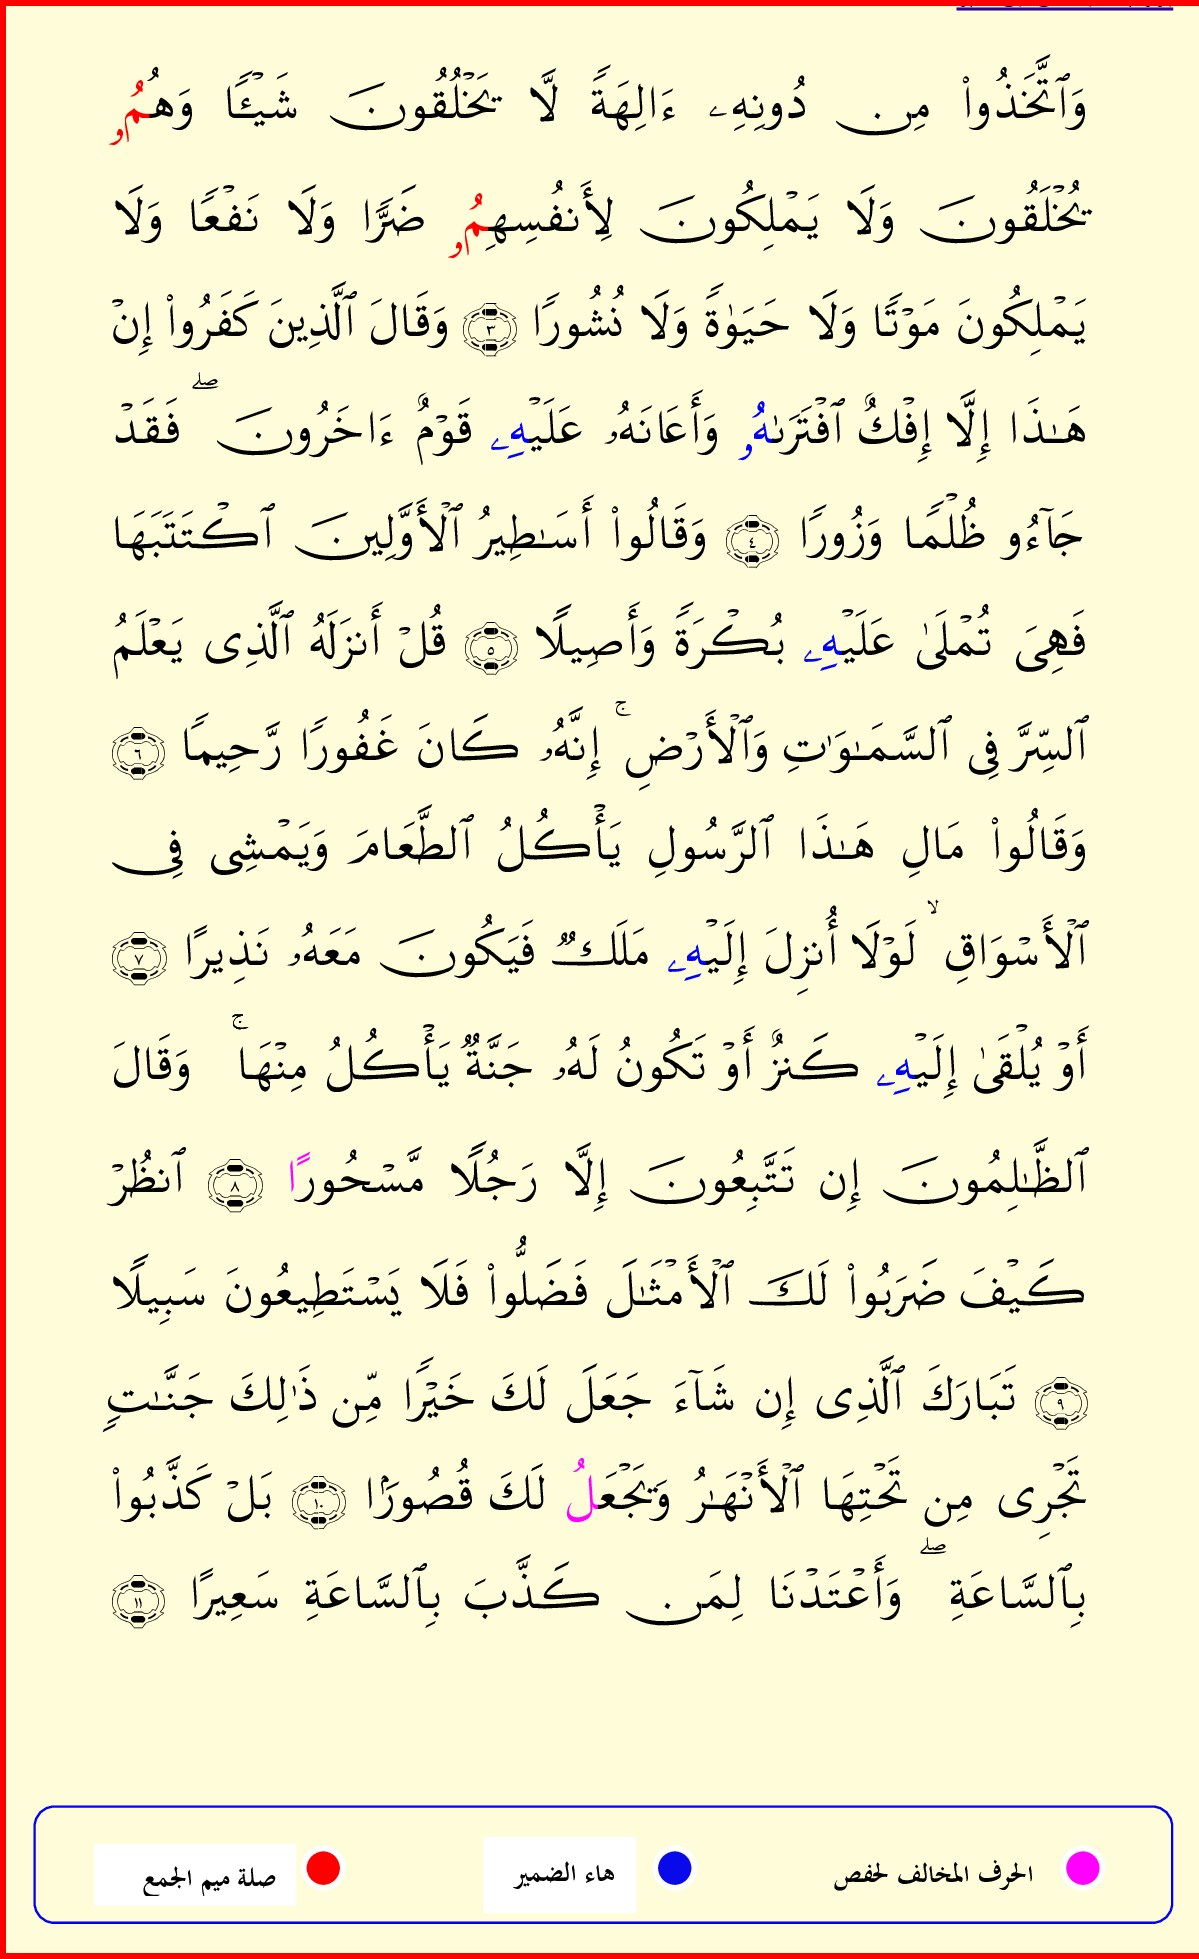 وَٱتَّخَذُوا۟ مِن دُونِهِۦ ءَالِهَةً لَّا يَخْلُقُونَ شَيْـًٔا وَهُمُو
يُخْلَقُونَ وَلَا يَمْلِكُونَ لِأَنفُسِهِمُو ضَرًّا وَلَا نَفْعًا وَلَا
يَمْلِكُونَ مَوْتًا وَلَا حَيَوٰةً وَلَا نُشُورًا ٣ وَقَالَ ٱلَّذِينَ كَفَرُوا۟ إِنْ
هَـٰذَا إِلَّا إِفْكٌ ٱفْتَرَىٰهُۥ وَأَعَانَهُۥ عَلَيْهِۦ قَوْمٌ ءَاخَرُونَ ۖ فَقَدْ
جَآءُو ظُلْمًا وَزُورًا ٤ وَقَالُوا۟ أَسَـٰطِيرُ ٱلْأَوَّلِينَ ٱكْتَتَبَهَا
فَهِىَ تُمْلَىٰ عَلَيْهِۦ بُكْرَةً وَأَصِيلًا ٥ قُلْ أَنزَلَهُ ٱلَّذِى يَعْلَمُ
ٱلسِّرَّ فِى ٱلسَّمَـٰوَٰتِ وَٱلْأَرْضِ ۚ إِنَّهُۥ كَانَ غَفُورًا رَّحِيمًا ٦
وَقَالُوا۟ مَالِ هَـٰذَا ٱلرَّسُولِ يَأْكُلُ ٱلطَّعَامَ وَيَمْشِى فِى
ٱلْأَسْوَاقِ ۙ لَوْلَا أُنزِلَ إِلَيْهِۦ مَلَكٌ فَيَكُونَ مَعَهُۥ نَذِيرًا ٧
أَوْ يُلْقَىٰ إِلَيْهِۦ كَنزٌ أَوْ تَكُونُ لَهُۥ جَنَّةٌ يَأْكُلُ مِنْهَا ۚ وَقَالَ
ٱلظَّـٰلِمُونَ إِن تَتَّبِعُونَ إِلَّا رَجُلًا مَّسْحُورًا ٨ ٱنظُرْ
كَيْفَ ضَرَبُوا۟ لَكَ ٱلْأَمْثَـٰلَ فَضَلُّوا۟ فَلَا يَسْتَطِيعُونَ سَبِيلًا
٩ تَبَارَكَ ٱلَّذِى إِن شَآءَ جَعَلَ لَكَ خَيْرًا مِّن ذَٰلِكَ جَنَّـٰتٍ
تَجْرِى مِن تَحْتِهَا ٱلْأَنْهَـٰرُ وَيَجْعَلُ لَكَ قُصُورًۢا ١٠ بَلْ كَذَّبُوا۟
بِٱلسَّاعَةِ ۖ وَأَعْتَدْنَا لِمَن كَذَّبَ بِٱلسَّاعَةِ سَعِيرًا ١١
الحرف المخالف لحفص هاء الضمير صلة ميم الجمع